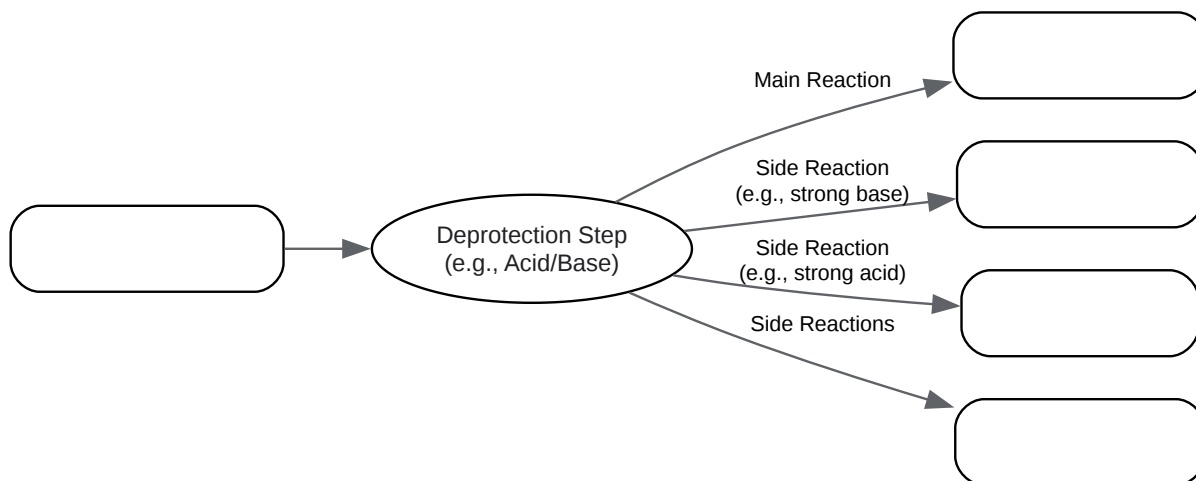 Main Reaction
Side Reaction
(e.g., strong base)
Deprotection Step
(e.g., Acid/Base)
Side Reaction
(e.g., strong acid)
Side Reactions